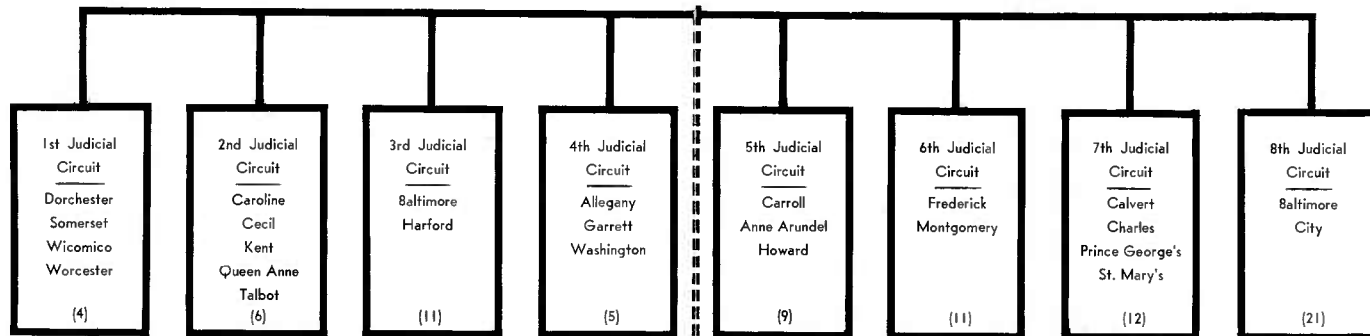 1st Judicial
Circuit
Dorchester
Somerset
Wicomico
Worcester
(4)
2nd Judicial
Circuit
Caroline
Cecil
Kent
Queen Anne
Talbot
(6)
3rd Judicial
Circuit
Baltimore
Harford
(11)
4th Judicial
Circuit
Allegany
Garrett
Washington
(5)
5th Judicial
Circuit
Carroll
Anne Arundel
Howard
(9)
6th Judicial
Circuit
Frederick
Montgomery
(11)
7th Judicial
Circuit
Calvert
Charles
Prince George's
St. Mary's
(12)
8th Judicial
Circuit
Baltimore
City
(21)